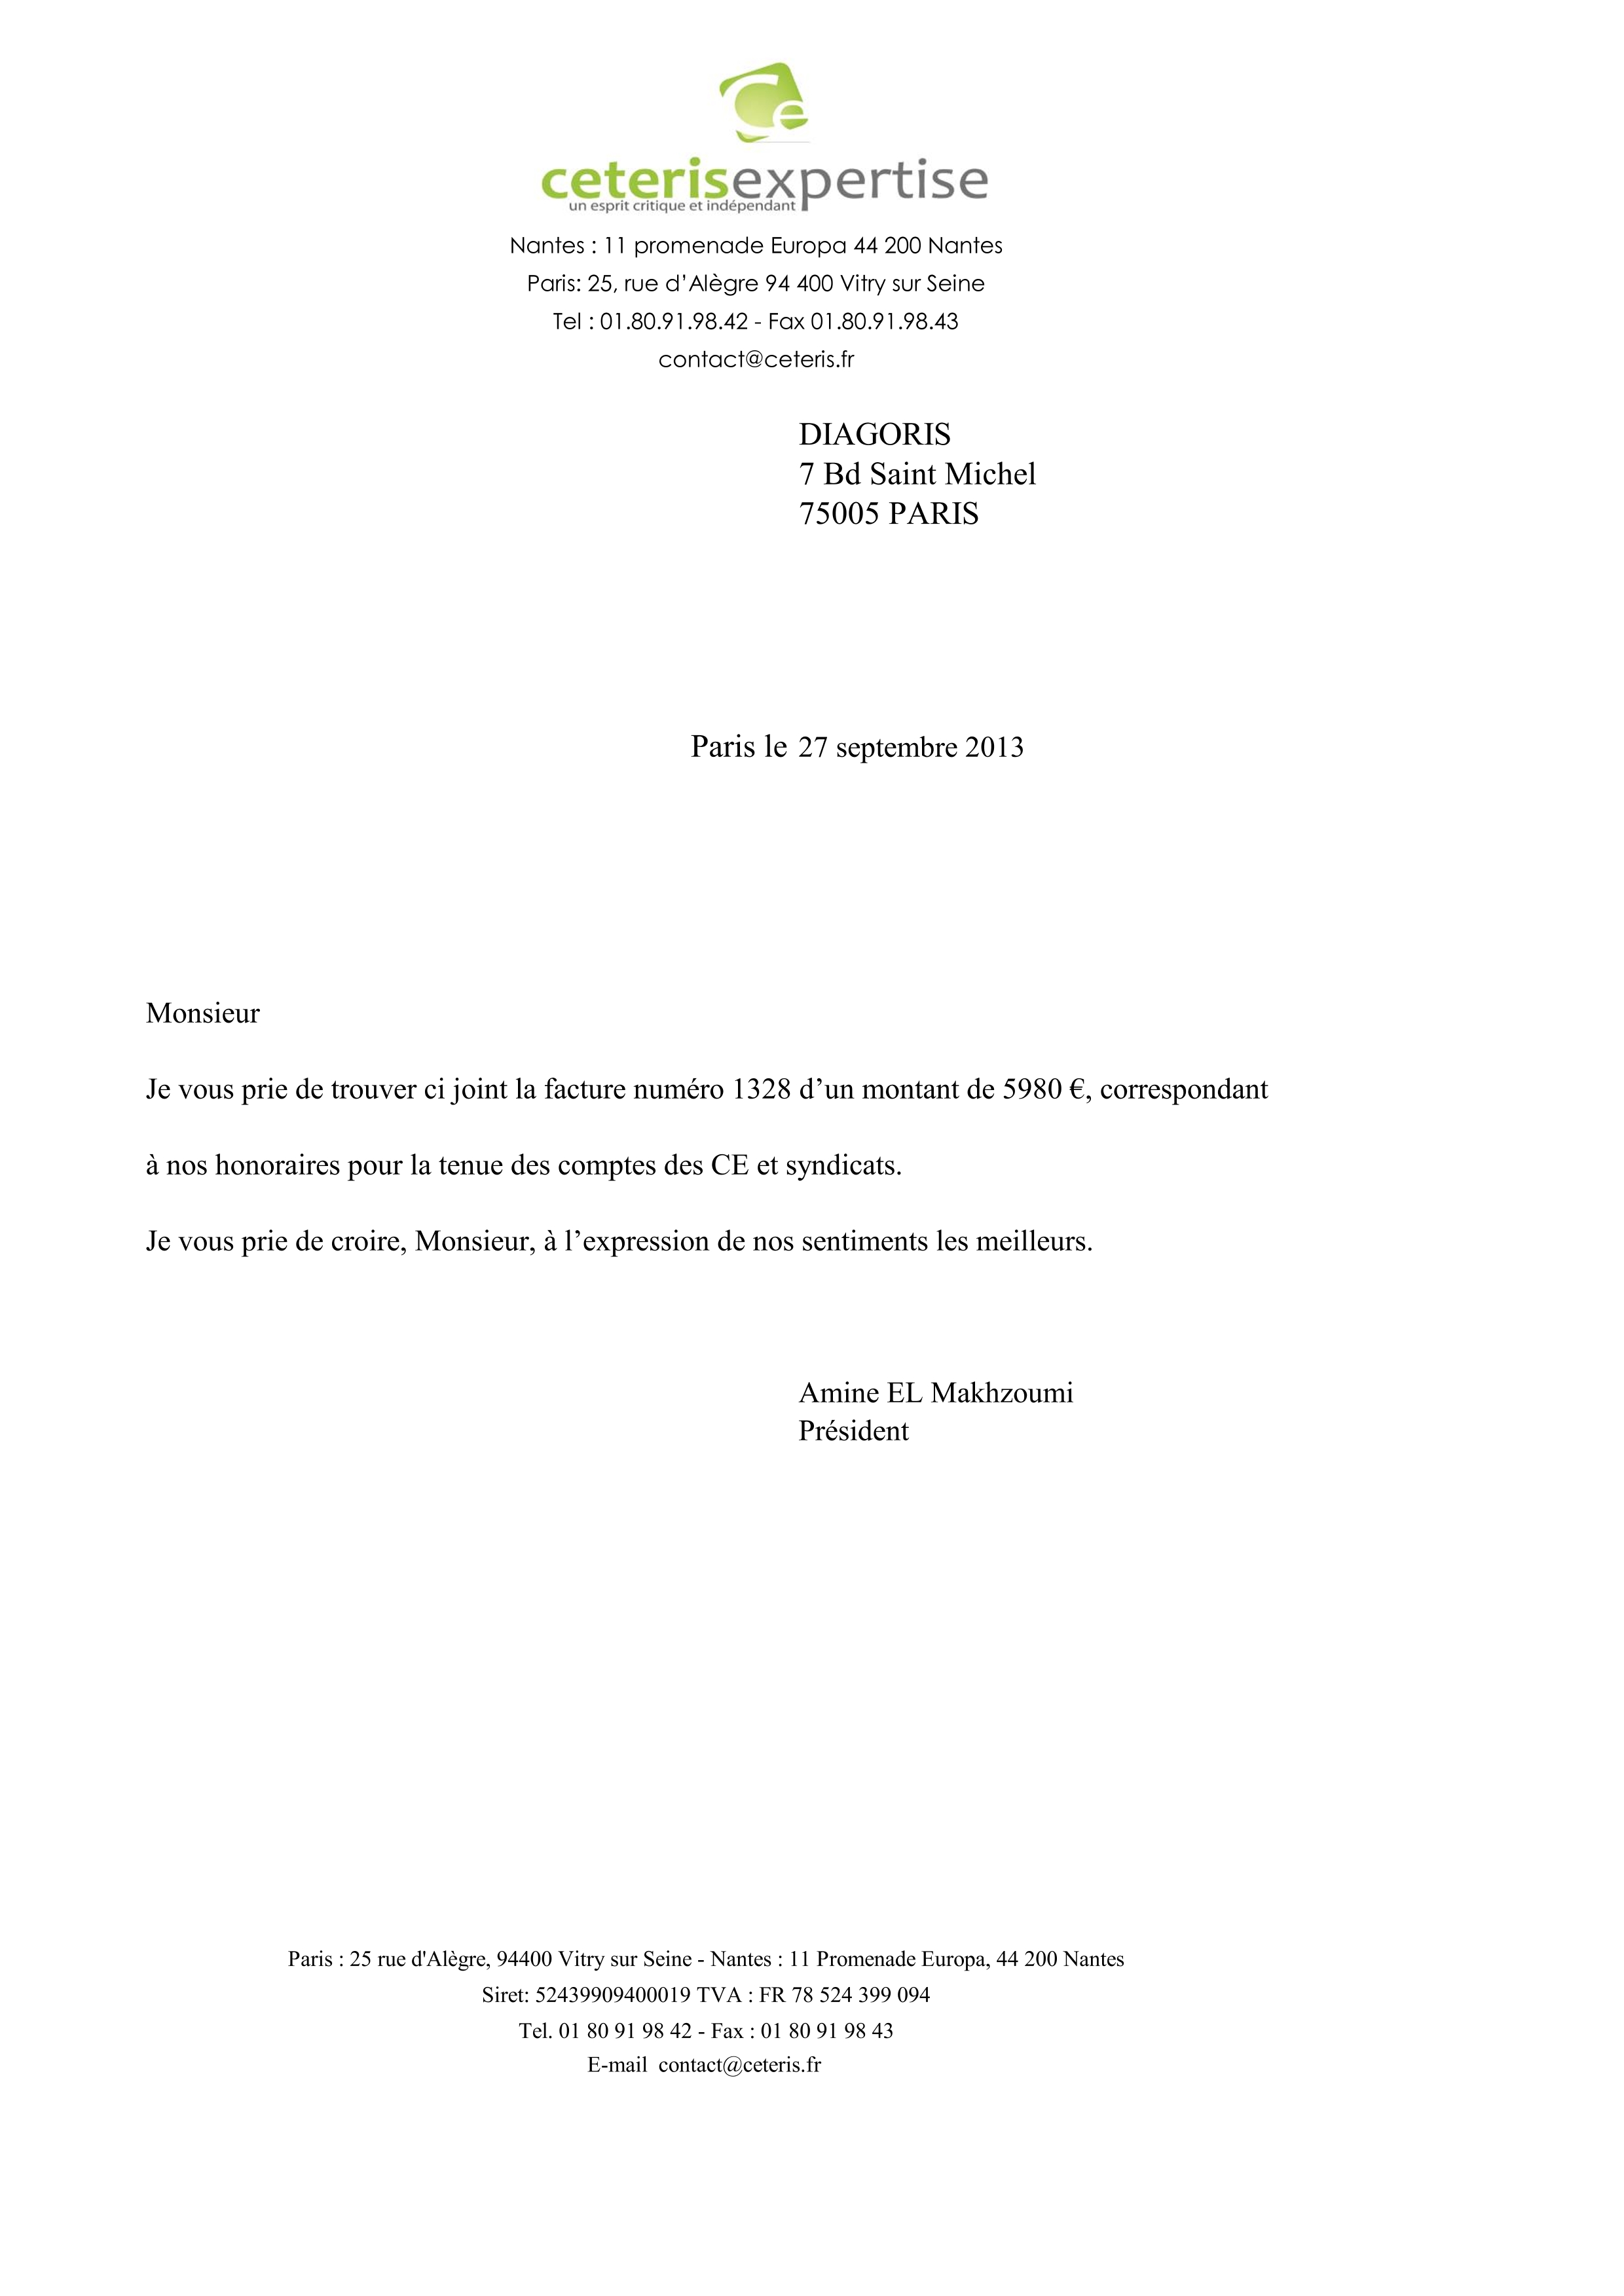 Ce
ceterisexpertise
un esprit critique et indépendant
Nantes : 11 promenade Europa 44 200 Nantes
Paris: 25, rue d’Alègre 94 400 Vitry sur Seine
Tel : 01.80.91.98.42 - Fax 01.80.91.98.43
contact@ceteris.fr
DIAGORIS
7 Bd Saint Michel
75005 PARIS
Paris le 27 septembre 2013
Monsieur
Je vous prie de trouver ci joint la facture numéro 1328 d’un montant de 5980 €, correspondant
à nos honoraires pour la tenue des comptes des CE et syndicats.
Je vous prie de croire, Monsieur, à l’expression de nos sentiments les meilleurs.
Amine EL Makhzoumi
Président
Paris : 25 rue d'Alègre, 94400 Vitry sur Seine - Nantes : 11 Promenade Europa, 44 200 Nantes
Siret: 52439909400019 TVA : FR 78 524 399 094
Tel. 01 80 91 98 42 - Fax : 01 80 91 98 43
E-mail contact@ceteris.fr